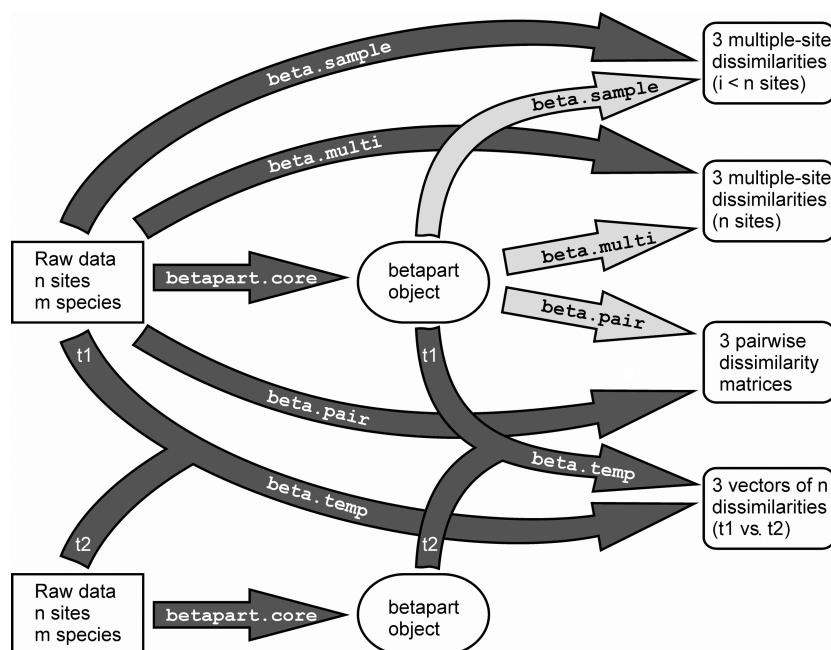 beta.sample
3 multiple-site
dissimilarities
(i < n sites)
beta.sample
beta.multi
3 multiple-site
dissimilarities
(n sites)
Raw data
n sites
m species
betapart.core
betapart
object
beta.multi
beta.pair
t1
t1
3 pairwise
dissimilarity
matrices
beta.pair
beta.temp
beta.temp
3 vectors of n
dissimilarities
(t1 vs. t2)
t2
t2
Raw data
n sites
m species
betapart.core
betapart
object